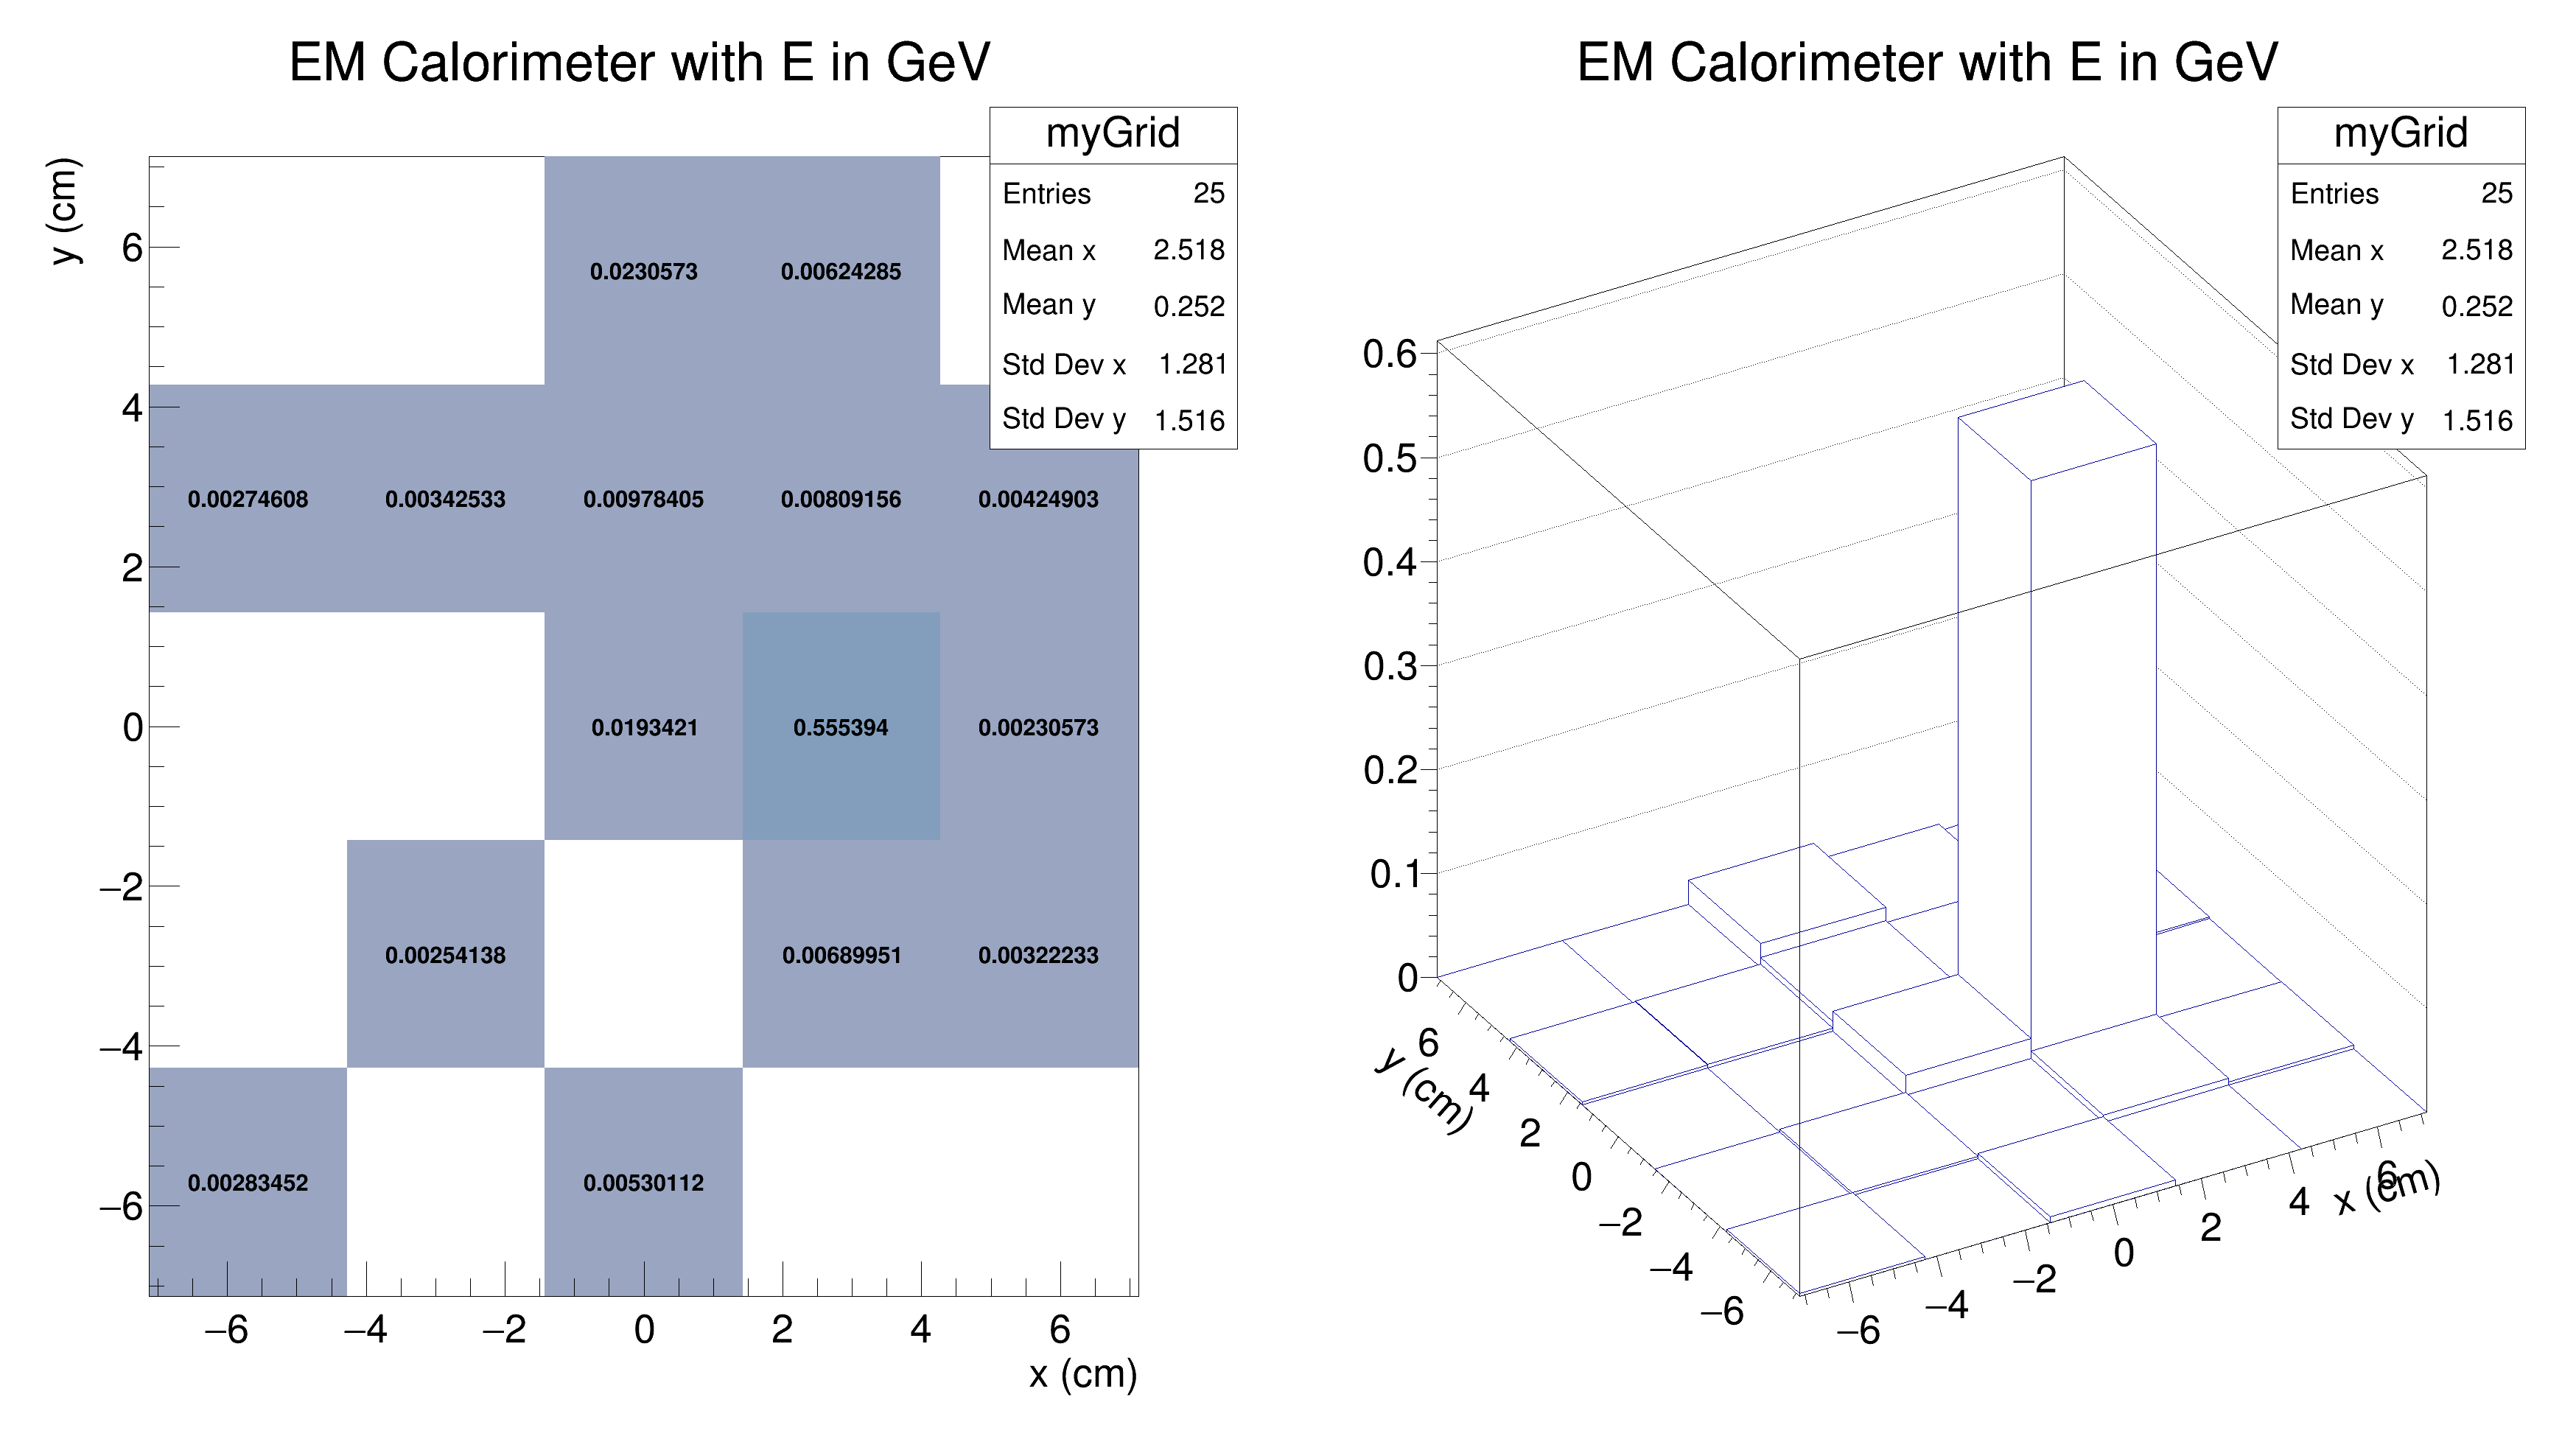 EM Calorimeter with E in GeV
myGrid
Entries 25
Mean x 2.518
Mean y 0.252
Std Dev x 1.281
Std Dev y 1.516
y (cm)
6
4
2
0
−2
−4
−6
0.0230573 0.00624285
0.00274608 0.00342533 0.00978405 0.00809156 0.00424903
0.0193421 0.555394 0.00230573
0.00254138 0.00689951 0.00322233
0.00283452 0.00530112
−6 −4 −2 0 2 4 6
x (cm)
EM Calorimeter with E in GeV
myGrid
Entries 25
Mean x 2.518
Mean y 0.252
Std Dev x 1.281
Std Dev y 1.516
0.6
0.5
0.4
0.3
0.2
0.1
0
6
4
2
0
−2
−4
−6
y (cm)
−6
−4
−2
0
2
4
6
x (cm)